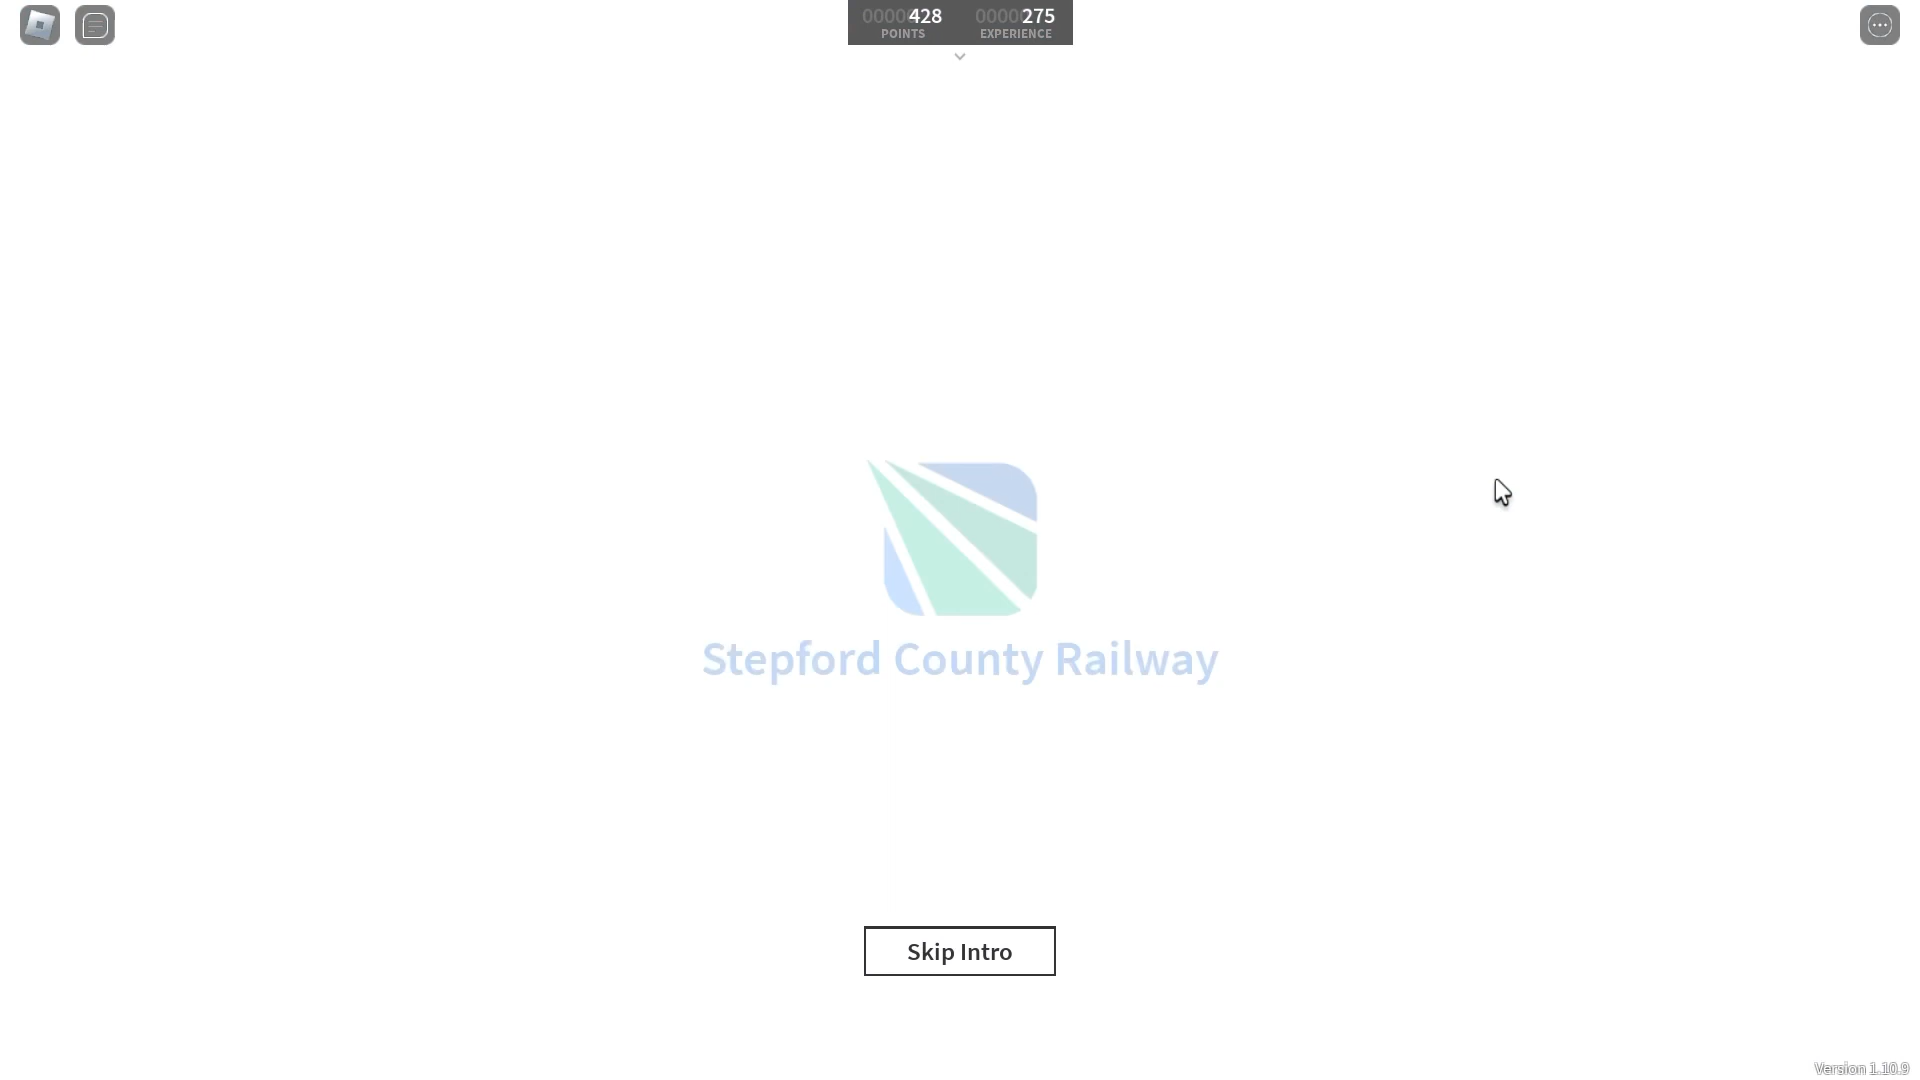 0000428 0000275
POINTS EXPERIENCE
Stepford County Railway
Skip Intro
Version 1.10.9